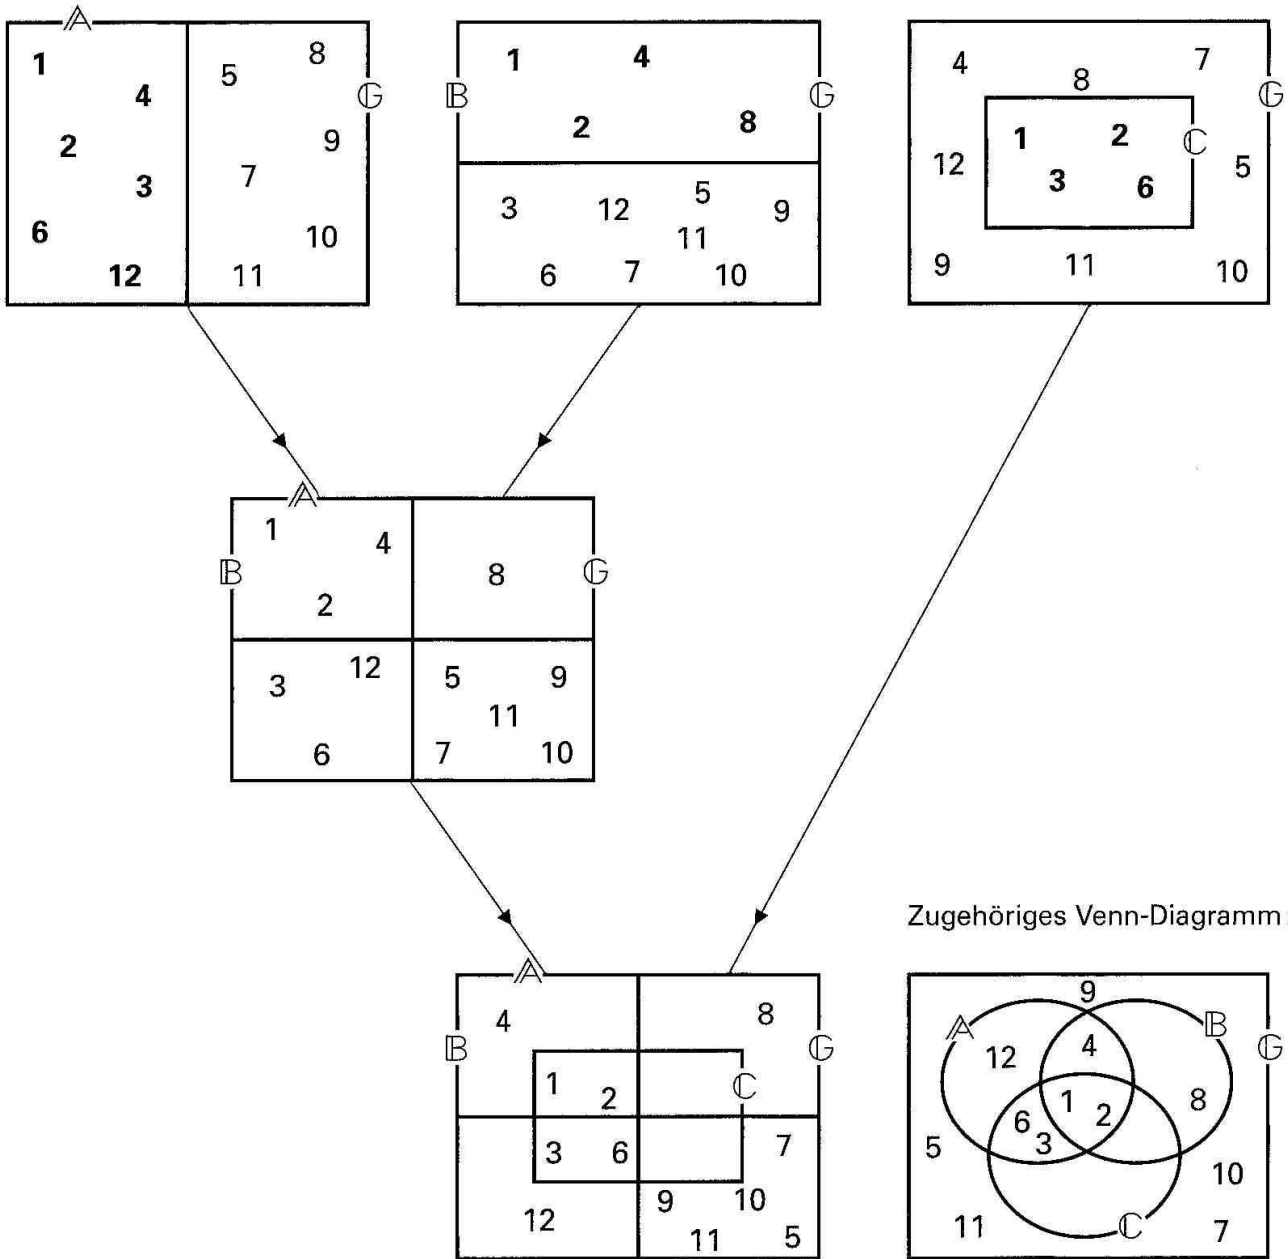 𝔸
1 5 8
4 𝔾
2 9
3 7
6 10
12 11
1 4
𝔹 𝔾
2 8
3 12 5 9
11
6 7 10
4 8 7
𝔾
1 2 ℂ
12 5
3 6
9 11 10
𝔸
1 4
𝔹 8 𝔾
2
3 12 5 9
11
6 7 10
𝔸
4 8
𝔹 𝔾
1 2 ℂ
3 6 7
9 10
12 11 5
Zugehöriges Venn-Diagramm:
9
𝔸 𝔹
12 4 𝔾
1 2 8
6 3
5 10
11 ℂ 7